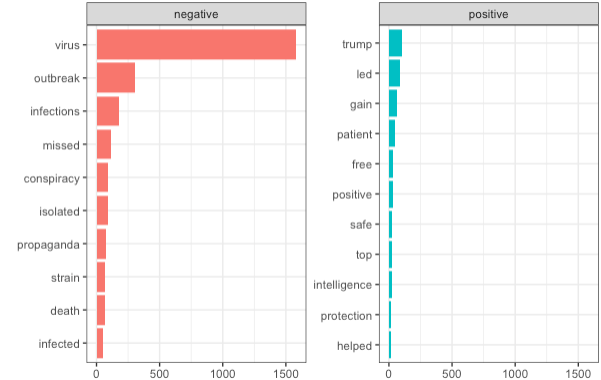 negative
virus
outbreak
infections
missed
conspiracy
isolated
propaganda
strain
death
infected
0 500 1000 1500
positive
trump
led
gain
patient
free
positive
safe
top
intelligence
protection
helped
0 500 1000 1500